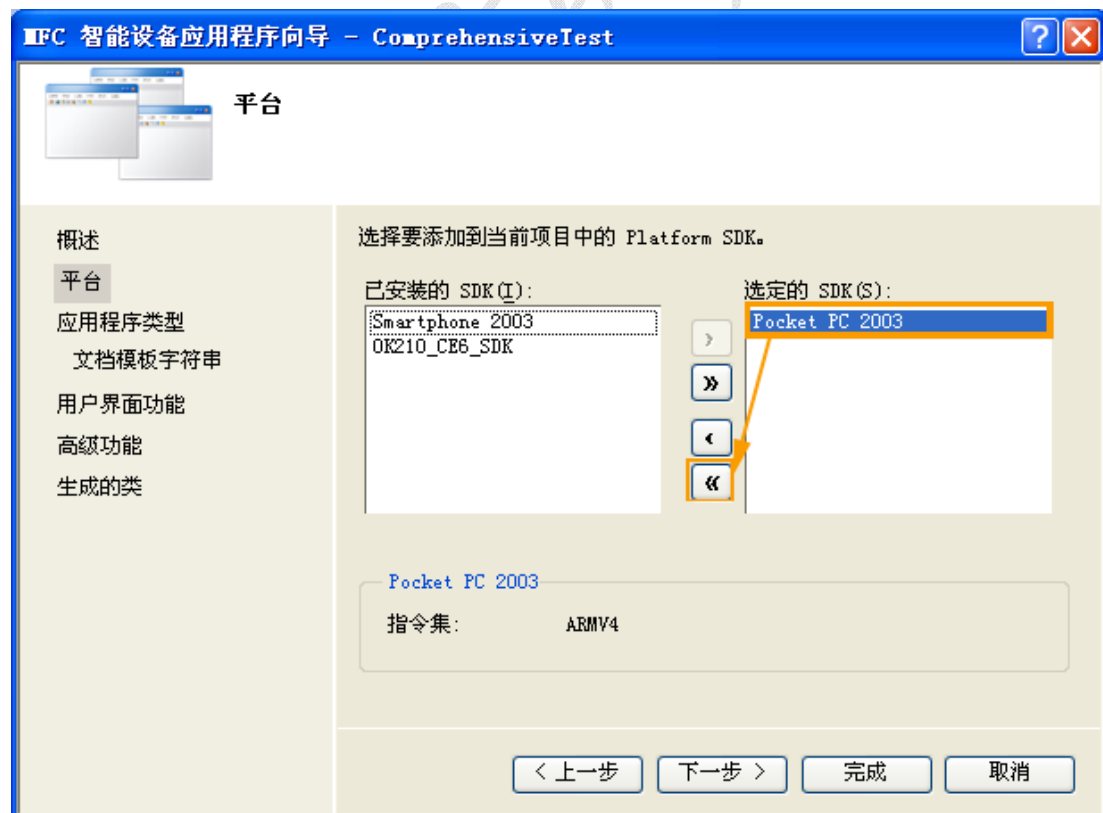 MFC 智能设备应用程序向导 - ComprehensiveTest
平台
概述
平台
应用程序类型
文档模板字符串
用户界面功能
高级功能
生成的类
选择要添加到当前项目中的 Platform SDK。
已安装的 SDK(I):
Smartphone 2003
OK210_CE6_SDK
>
»
<
«
选定的 SDK(S):
Pocket PC 2003
Pocket PC 2003
指令集: ARMV4
< 上一步 下一步 > 完成 取消